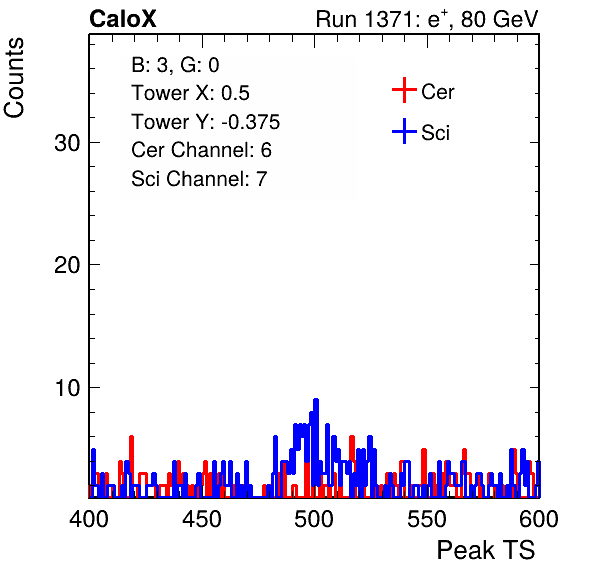 CaloX Run 1371: e⁺, 80 GeV
Counts
B: 3, G: 0
Tower X: 0.5
Tower Y: -0.375
Cer Channel: 6
Sci Channel: 7
Cer
Sci
30
20
10
400 450 500 550 600
Peak TS